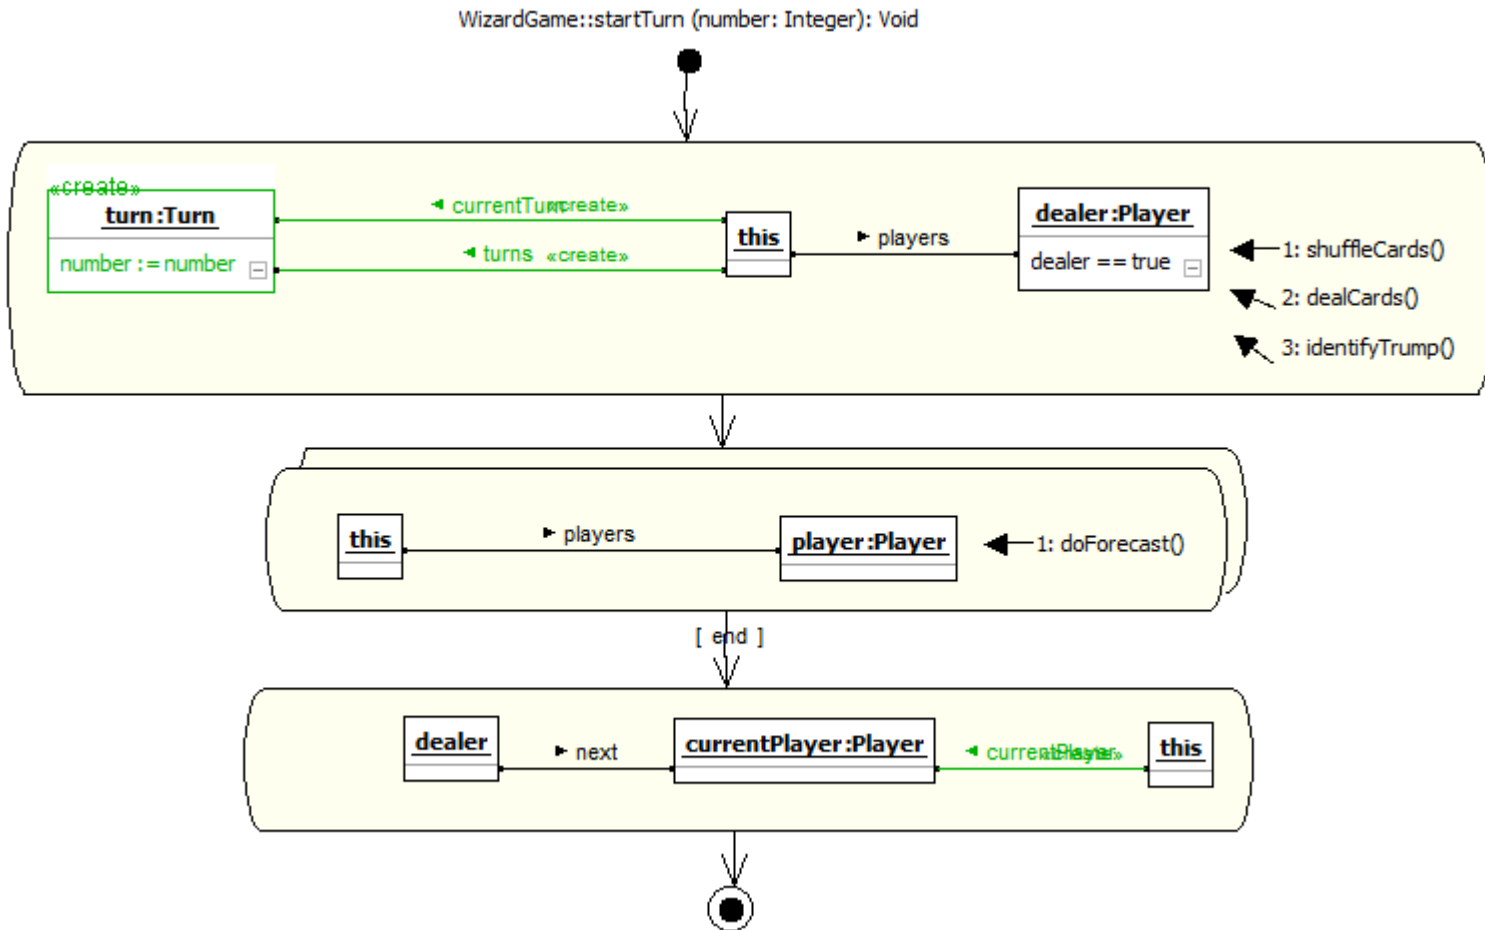 WizardGame::startTurn (number: Integer): Void
«create»
turn:Turn
number := number
currentTurn «create»
turns «create»
this
players
dealer:Player
dealer == true
1: shuffleCards()
2: dealCards()
3: identifyTrump()
this
players
player:Player
1: doForecast()
[ end ]
dealer
next
currentPlayer:Player
currentPlayer «create»
this